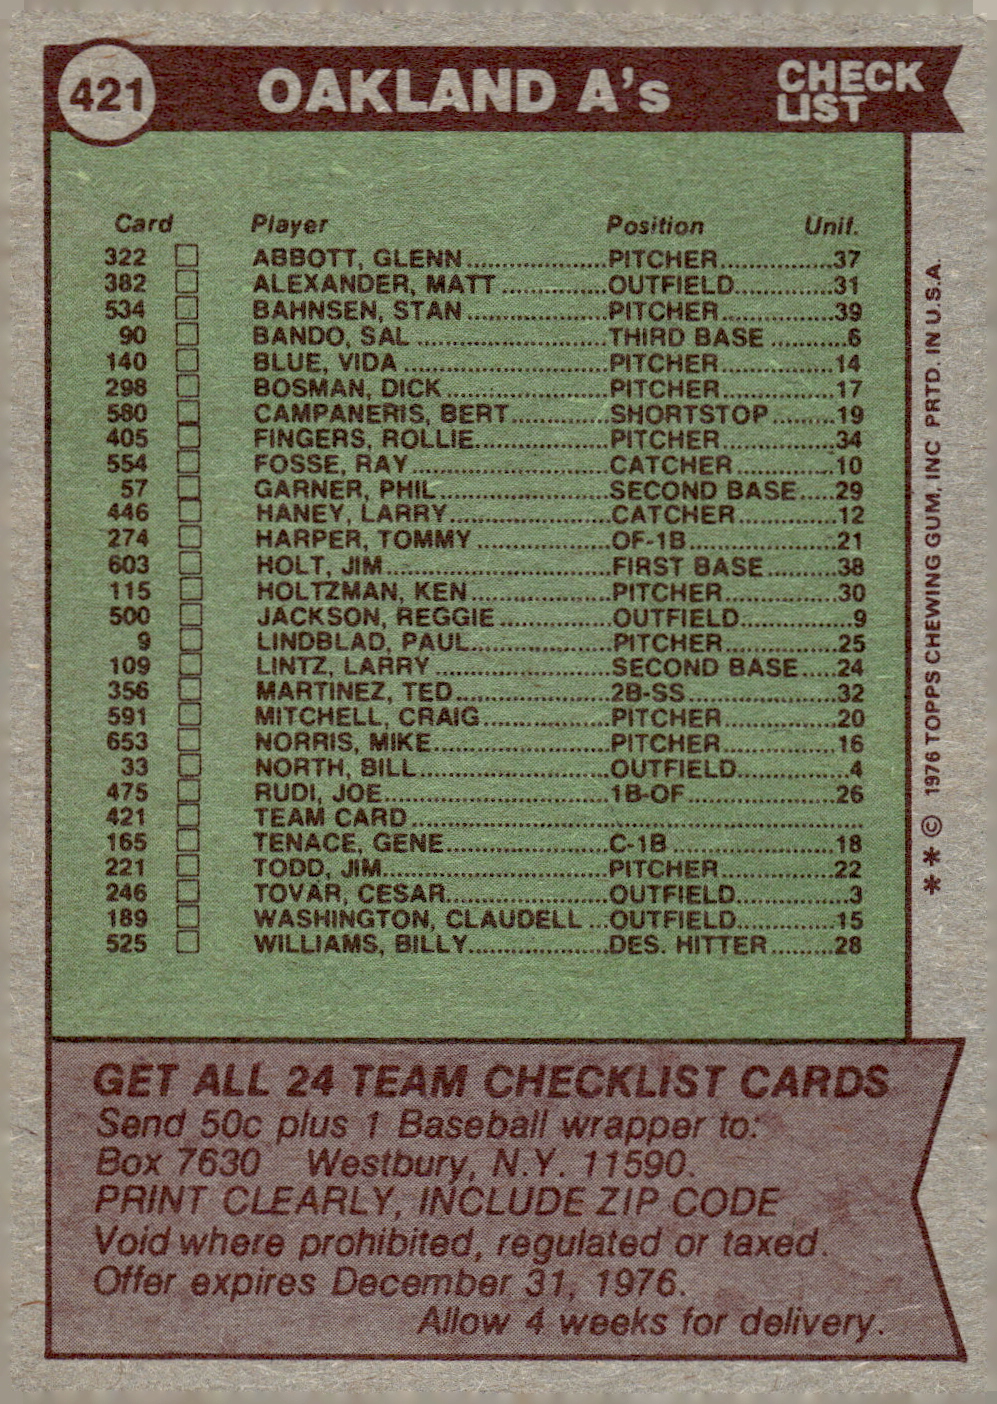 421 OAKLAND A's CHECK
LIST
Card Player Position Unif.
322 ABBOTT, GLENN....................PITCHER................37
382 ALEXANDER, MATT ...............OUTFIELD..............31
534 BAHNSEN, STAN....................PITCHER................39
90 BANDO, SAL ...........................THIRD BASE ...........6
140 BLUE, VIDA .............................PITCHER................14
298 BOSMAN, DICK.......................PITCHER................17
580 CAMPANERIS, BERT..............SHORTSTOP.........19
405 FINGERS, ROLLIE...................PITCHER................34
554 FOSSE, RAY............................CATCHER..............10
57 GARNER, PHIL........................SECOND BASE.....29
446 HANEY, LARRY.......................CATCHER..............12
274 HARPER, TOMMY ..................OF-1B.....................21
603 HOLT, JIM................................FIRST BASE..........38
115 HOLTZMAN, KEN....................PITCHER................30
500 JACKSON, REGGIE................OUTFIELD................9
9 LINDBLAD, PAUL....................PITCHER................25
109 LINTZ, LARRY.........................SECOND BASE.....24
356 MARTINEZ, TED......................2B-SS.....................32
591 MITCHELL, CRAIG..................PITCHER................20
653 NORRIS, MIKE.........................PITCHER................16
33 NORTH, BILL...........................OUTFIELD..............4
475 RUDI, JOE................................1B-OF.....................26
421 TEAM CARD................................................................
165 TENACE, GENE.......................C-1B.......................18
221 TODD, JIM................................PITCHER................22
246 TOVAR, CESAR.......................OUTFIELD................3
189 WASHINGTON, CLAUDELL ...OUTFIELD..............15
525 WILLIAMS, BILLY....................DES. HITTER.........28
GET ALL 24 TEAM CHECKLIST CARDS
Send 50c plus 1 Baseball wrapper to:
Box 7630 Westbury, N.Y. 11590.
PRINT CLEARLY, INCLUDE ZIP CODE
Void where prohibited, regulated or taxed.
Offer expires December 31, 1976.
Allow 4 weeks for delivery.
** © 1976 TOPPS CHEWING GUM, INC PRTD. IN U.S.A.